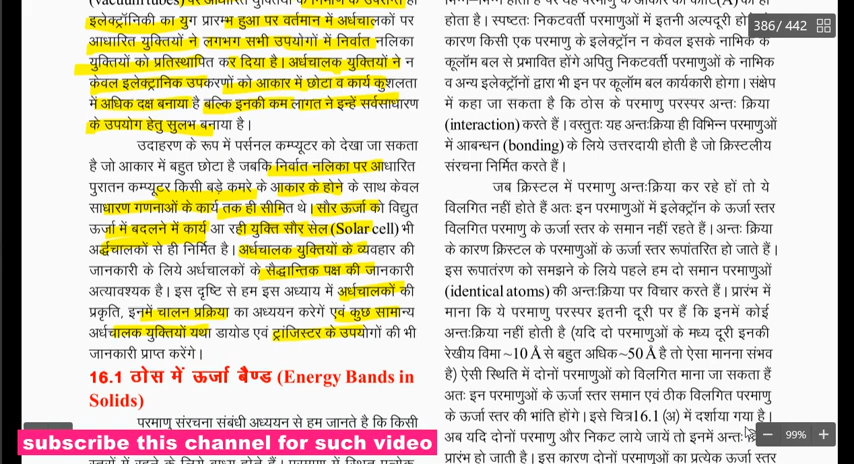 (vacuum tubes) पर आधारित युक्तियों के निर्माण के उपरान्त ही
इलेक्ट्रॉनिकी का युग प्रारम्भ हुआ पर वर्तमान में अर्धचालकों पर
आधारित युक्तियों ने लगभग सभी उपयोगों में निर्वात नलिका
युक्तियों को प्रतिस्थापित कर दिया है। अर्धचालक युक्तियों ने न
केवल इलेक्ट्रानिक उपकरणों को आकार में छोटा व कार्य कुशलता
में अधिक दक्ष बनाया है बल्कि इनकी कम लागत ने इन्हें सर्वसाधारण
के उपयोग हेतु सुलभ बनाया है।
उदाहरण के रूप में पर्सनल कम्प्यूटर को देखा जा सकता
है जो आकार में बहुत छोटा है जबकि निर्वात नलिका पर आधारित
पुरातन कम्प्यूटर किसी बड़े कमरे के आकार के होने के साथ केवल
साधारण गणनाओं के कार्य तक ही सीमित थे। सौर ऊर्जा को विद्युत
ऊर्जा में बदलने में कार्य आ रही युक्ति सौर सेल (Solar cell) भी
अर्द्धचालकों से ही निर्मित है। अर्धचालक युक्तियों के व्यवहार की
जानकारी के लिये अर्धचालकों के सैद्धान्तिक पक्ष की जानकारी
अत्यावश्यक है। इस दृष्टि से हम इस अध्याय में अर्धचालकों की
प्रकृति, इनमें चालन प्रक्रिया का अध्ययन करेगें एवं कुछ सामान्य
अर्धचालक युक्तियों यथा डायोड एवं ट्रांजिस्टर के उपयोगों की भी
जानकारी प्राप्त करेंगे।
16.1 ठोस में ऊर्जा बैण्ड (Energy Bands in
Solids)
परमाणु संरचना संबंधी अध्ययन से हम जानते है कि किसी
subscribe this channel for such video
होता है। स्पष्टतः निकटवर्ती परमाणुओं में इतनी अल्पदूरी
कारण किसी एक परमाणु के इलेक्ट्रॉन न केवल इसके नाभिक के
कूलॉम बल से प्रभावित होंगे अपितु निकटवर्ती परमाणुओं के नाभिक
व अन्य इलेक्ट्रॉनों द्वारा भी इन पर कूलॉम बल कार्यकारी होगा। संक्षेप
में कहा जा सकता है कि ठोस के परमाणु परस्पर अन्तः क्रिया
(interaction) करते हैं। वस्तुतः यह अन्तःक्रिया ही विभिन्न परमाणुओं
में आबन्धन (bonding) के लिये उत्तरदायी होती है जो क्रिस्टलीय
संरचना निर्मित करते हैं।
जब क्रिस्टल में परमाणु अन्तःक्रिया कर रहे हों तो ये
विलगित नहीं होते हैं अतः इन परमाणुओं में इलेक्ट्रॉन के ऊर्जा स्तर
विलगित परमाणु के ऊर्जा स्तर के समान नहीं रहते हैं। अन्तः क्रिया
के कारण क्रिस्टल के परमाणुओं के ऊर्जा स्तर रूपांतरित हो जाते हैं।
इस रूपातंरण को समझने के लिये पहले हम दो समान परमाणुओं
(identical atoms) की अन्तःक्रिया पर विचार करते हैं। प्रारंभ में
माना कि ये परमाणु परस्पर इतनी दूरी पर हैं कि इनमें कोई
अन्तःक्रिया नहीं होती है (यदि दो परमाणुओं के मध्य दूरी इनकी
रेखीय विमा ~10 Å से बहुत अधिक ~50 Å है तो ऐसा मानना संभव
है) ऐसी स्थिति में दोनों परमाणुओं को विलगित माना जा सकता हैं
अतः इन परमाणुओं के ऊर्जा स्तर समान एवं ठीक विलगित परमाणु
के ऊर्जा स्तर की भांति होंगे। इसे चित्र16.1 (अ) में दर्शाया गया है।
अब यदि दोनों परमाणु और निकट लाये जायें तो इनमें
प्रारंभ हो जाती है। इस कारण दोनों परमाणुओं का प्रत्येक ऊर्जा स्तर
386 / 442
99%